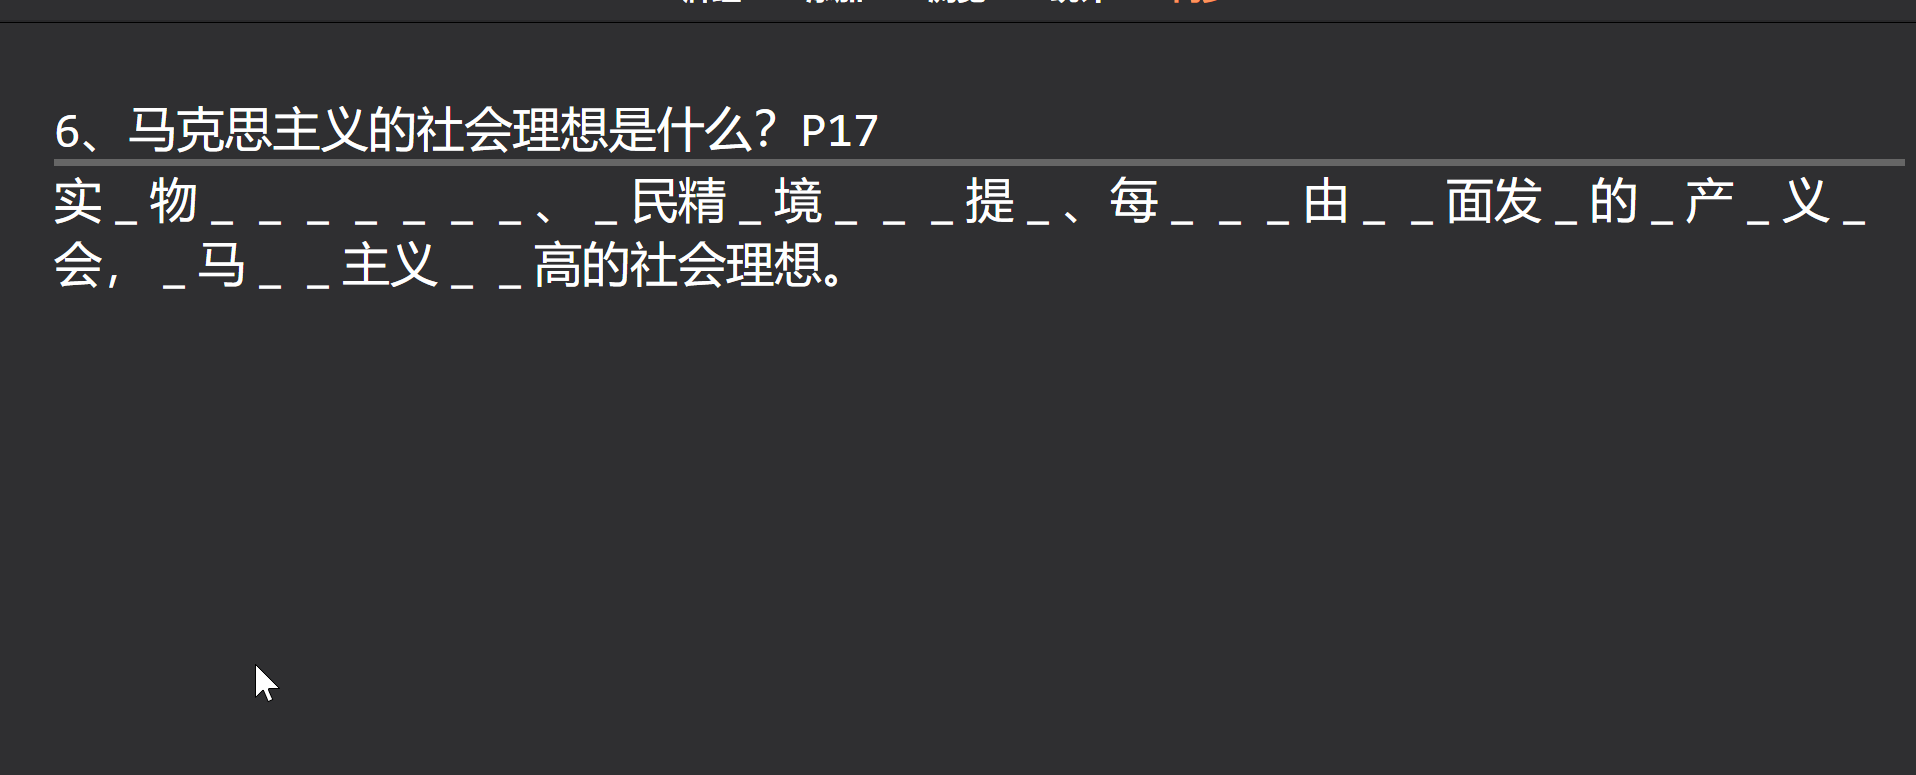 6、马克思主义的社会理想是什么？P17
实_物_______、_民精_境___提_、每___由__面发_的_产_义_
会，_马__主义__高的社会理想。